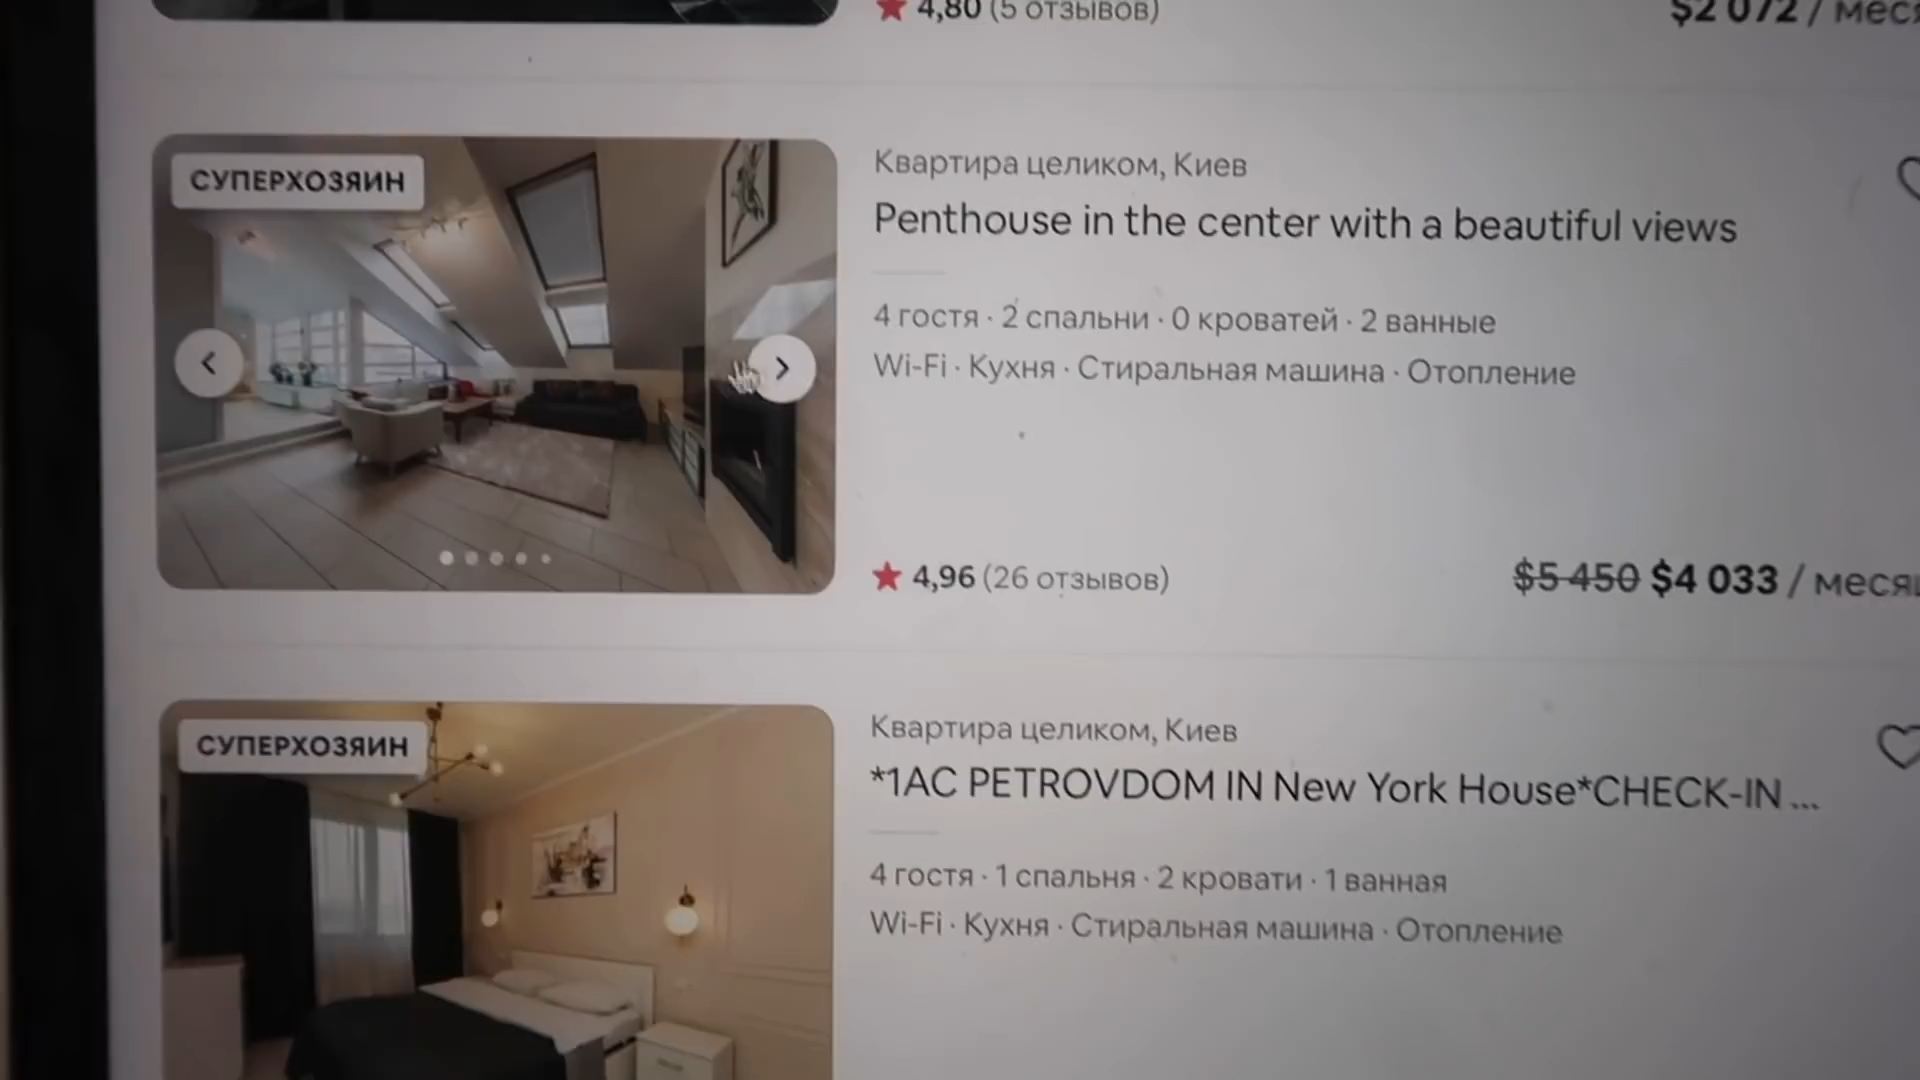 4,80 (5 отзывов)
$2 072 / меся
СУПЕРХОЗЯИН
Квартира целиком, Киев
Penthouse in the center with a beautiful views
4 гостя · 2 спальни · 0 кроватей · 2 ванные
Wi-Fi · Кухня · Стиральная машина · Отопление
4,96 (26 отзывов)
$5 450 $4 033 / месяц
СУПЕРХОЗЯИН
Квартира целиком, Киев
*1AC PETROVDOM IN New York House*CHECK-IN ...
4 гостя · 1 спальня · 2 кровати · 1 ванная
Wi-Fi · Кухня · Стиральная машина · Отопление